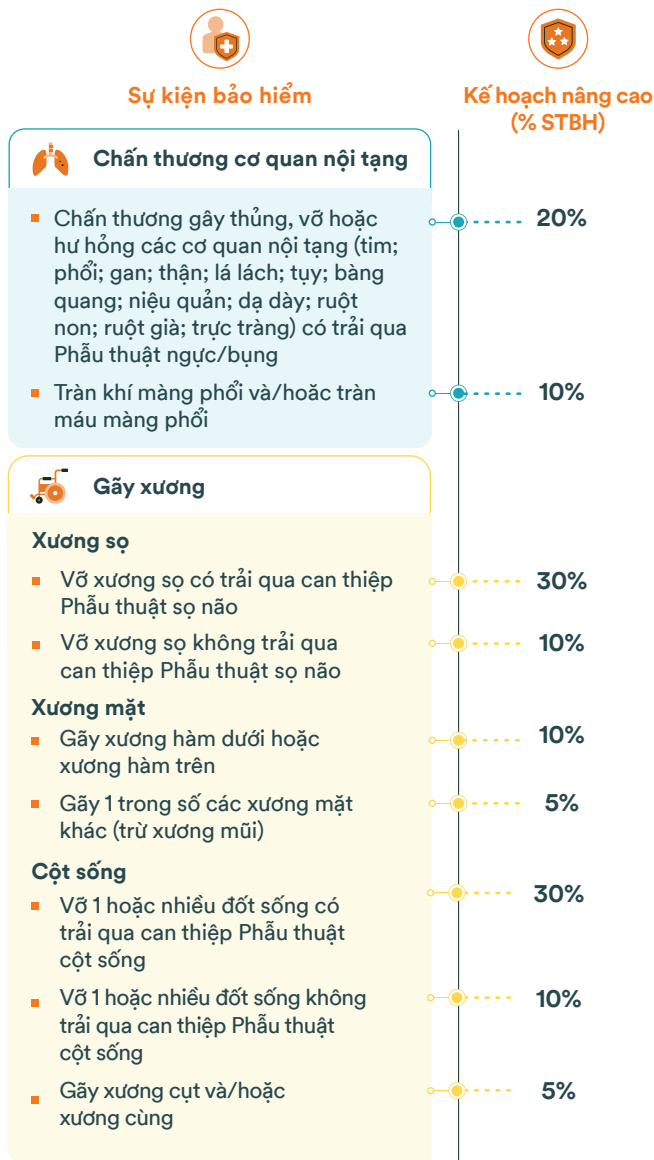 Sự kiện bảo hiểm
Kế hoạch nâng cao
(% STBH)
Chấn thương cơ quan nội tạng
Chấn thương gây thủng, vỡ hoặc
hư hỏng các cơ quan nội tạng (tim;
phổi; gan; thận; lá lách; tụy; bàng
quang; niệu quản; dạ dày; ruột
non; ruột già; trực tràng) có trải qua
Phẫu thuật ngực/bụng
20%
Tràn khí màng phổi và/hoặc tràn
máu màng phổi
10%
Gãy xương
Xương sọ
Vỡ xương sọ có trải qua can thiệp
Phẫu thuật sọ não
30%
Vỡ xương sọ không trải qua
can thiệp Phẫu thuật sọ não
10%
Xương mặt
Gãy xương hàm dưới hoặc
xương hàm trên
10%
Gãy 1 trong số các xương mặt
khác (trừ xương mũi)
5%
Cột sống
Vỡ 1 hoặc nhiều đốt sống có
trải qua can thiệp Phẫu thuật
cột sống
30%
Vỡ 1 hoặc nhiều đốt sống không
trải qua can thiệp Phẫu thuật
cột sống
10%
Gãy xương cụt và/hoặc
xương cùng
5%